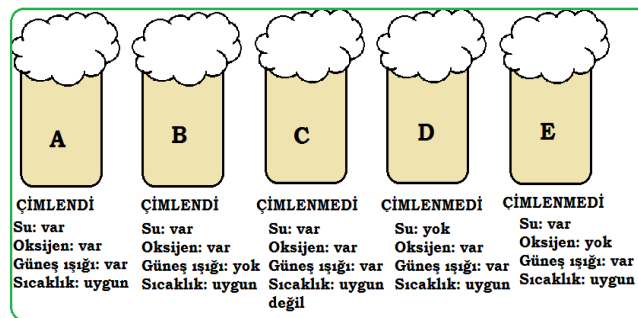 A
B
C
D
E
ÇİMLENDİ
Su: var
Oksijen: var
Güneş ışığı: var
Sıcaklık: uygun
ÇİMLENDİ
Su: var
Oksijen: var
Güneş ışığı: yok
Sıcaklık: uygun
ÇİMLENMEDİ
Su: var
Oksijen: var
Güneş ışığı: var
Sıcaklık: uygun
değil
ÇİMLENMEDİ
Su: yok
Oksijen: var
Güneş ışığı: var
Sıcaklık: uygun
ÇİMLENMEDİ
Su: var
Oksijen: yok
Güneş ışığı: var
Sıcaklık: uygun